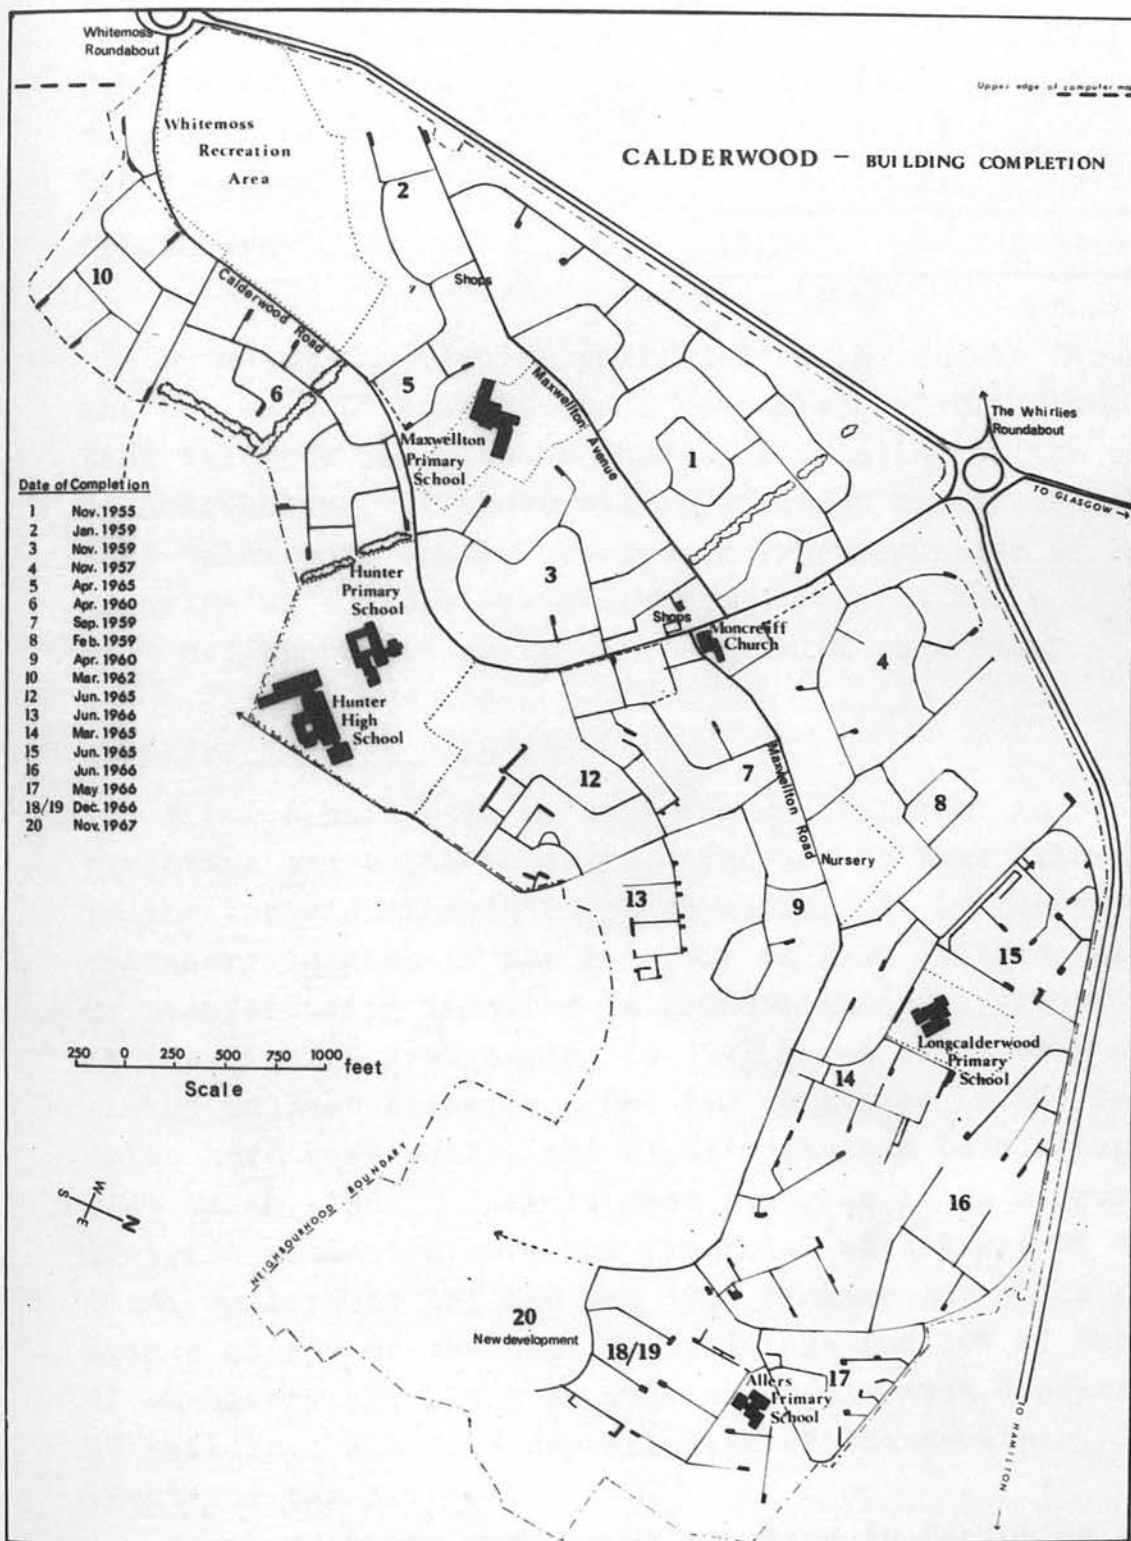 Whitemoss
Roundabout
Upper edge of computer map
Whitemoss
Recreation
Area
CALDERWOOD — BUILDING COMPLETION
2
10
Calderwood Road
Shops
7
6
5
Maxwellton Avenue
Maxwellton
Primary
School
1
The Whirlies
Roundabout
TO GLASGOW
Date of Completion
1 Nov. 1955
2 Jan. 1959
3 Nov. 1959
4 Nov. 1957
5 Apr. 1965
6 Apr. 1960
7 Sep. 1959
8 Feb. 1959
9 Apr. 1960
10 Mar. 1962
12 Jun. 1965
13 Jun. 1966
14 Mar. 1965
15 Jun. 1965
16 Jun. 1966
17 May 1966
18/19 Dec. 1966
20 Nov. 1967
Hunter
Primary
School
3
Shops
Moncreiff
Church
4
Hunter
High
School
12
7
Maxwellton Road
8
Nursery
13
9
15
Longcalderwood
Primary
School
250 0 250 500 750 1000 feet
Scale
14
NEIGHBOURHOOD BOUNDARY
S W E N
16
20
New development
18/19
17
Allers
Primary
School
TO HAMILTON